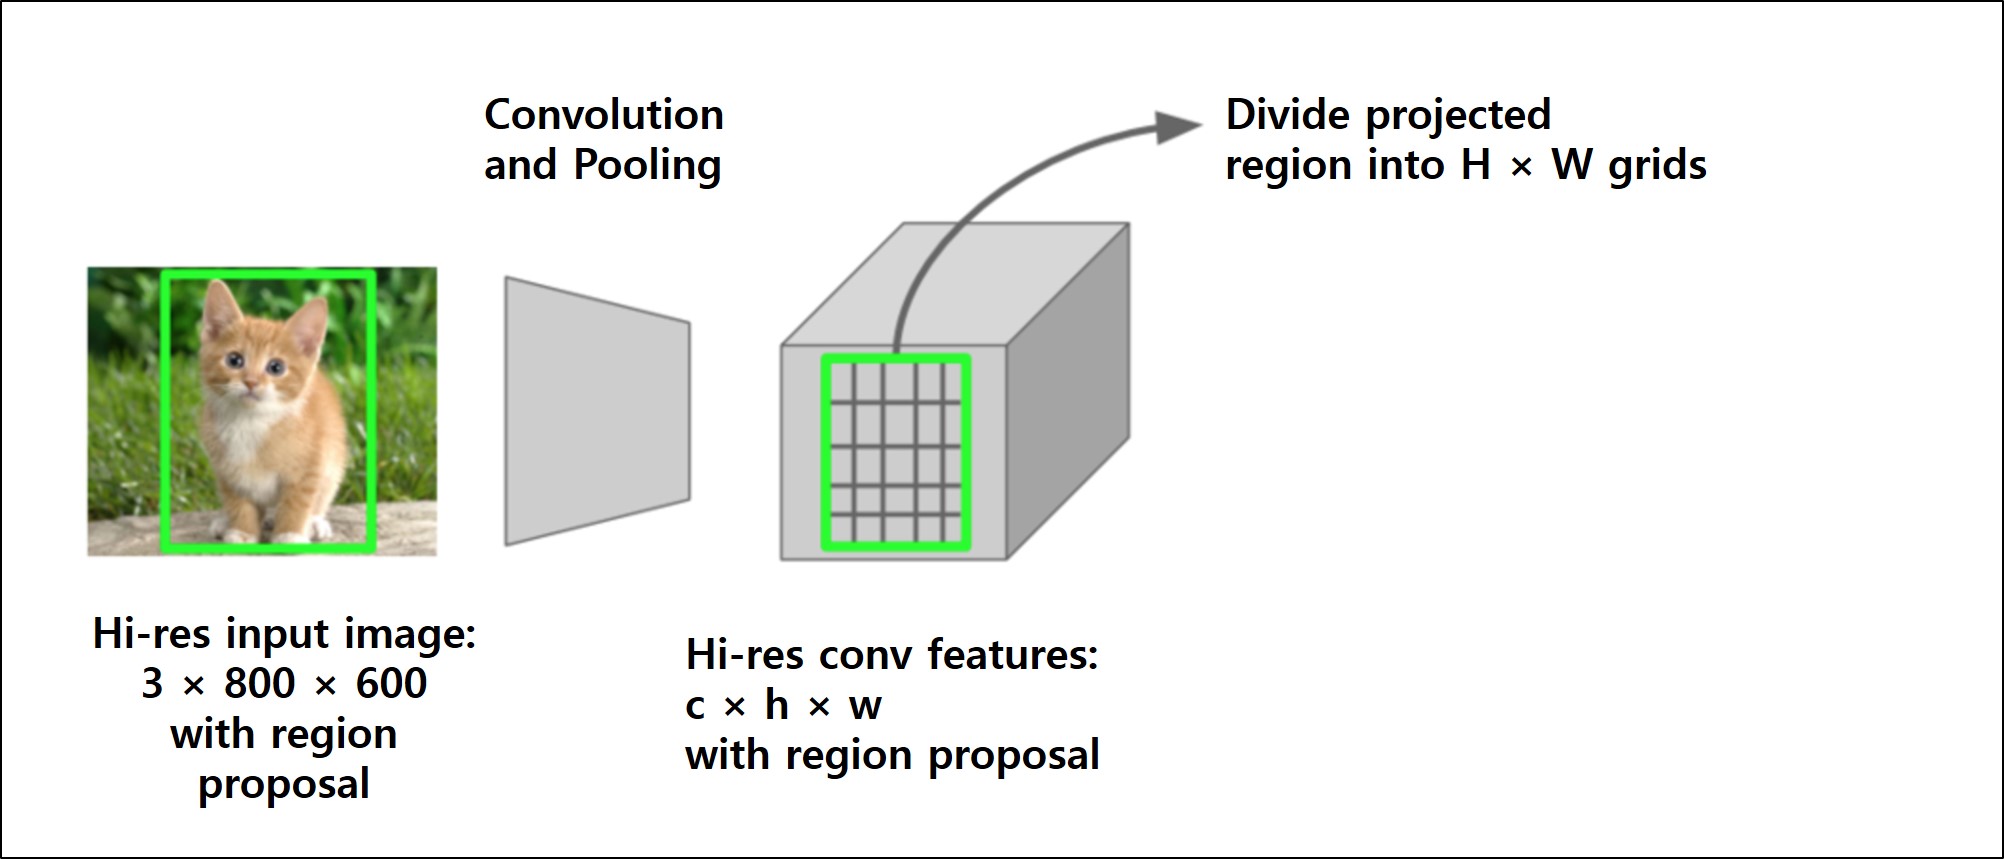 Convolution
and Pooling
Divide projected
region into H × W grids
Hi-res input image:
3 × 800 × 600
with region
proposal
Hi-res conv features:
c × h × w
with region proposal